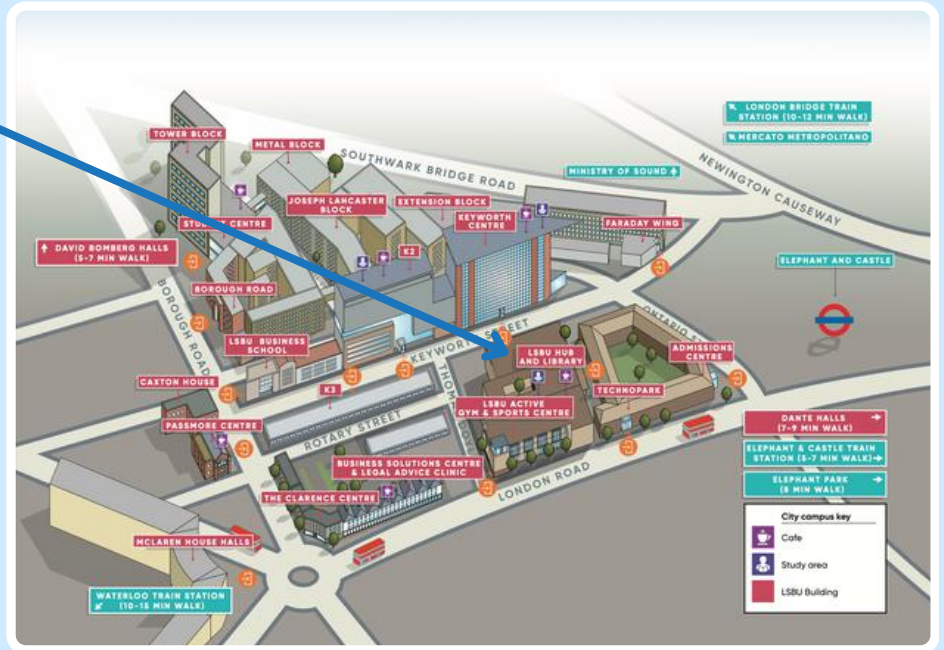 LONDON BRIDGE TRAIN
STATION (10-12 MIN WALK)
MERCATO METROPOLITANO
TOWER BLOCK
METAL BLOCK
SOUTHWARK BRIDGE ROAD
MINISTRY OF SOUND
NEWINGTON CAUSEWAY
JOSEPH LANCASTER
BLOCK
EXTENSION BLOCK
KEYWORTH
CENTRE
FARADAY WING
STUDENT CENTRE
K2
DAVID BOMBERG HALLS
(5-7 MIN WALK)
ELEPHANT AND CASTLE
BOROUGH ROAD
BOROUGH ROAD
LSBU BUSINESS
SCHOOL
KEYWORTH STREET
ONTARIO
LSBU HUB
AND LIBRARY
ADMISSIONS
CENTRE
CAXTON HOUSE
K3
TECHNOPARK
LSBU ACTIVE
GYM & SPORTS CENTRE
PASSMORE CENTRE
ROTARY STREET
DANTE HALLS
(7-9 MIN WALK)
ELEPHANT & CASTLE TRAIN
STATION (5-7 MIN WALK)
ELEPHANT PARK
(8 MIN WALK)
BUSINESS SOLUTIONS CENTRE
& LEGAL ADVICE CLINIC
LONDON ROAD
THE CLARENCE CENTRE
City campus key
Cafe
Study area
LSBU Building
MCLAREN HOUSE HALLS
WATERLOO TRAIN STATION
(10-15 MIN WALK)